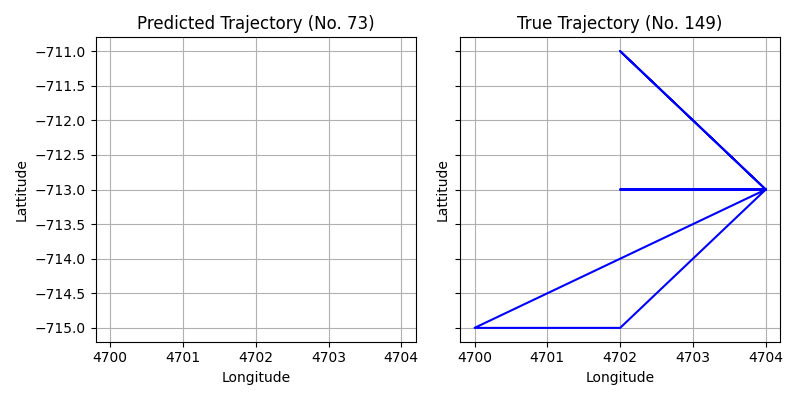 Predicted Trajectory (No. 73)
−711.0
−711.5
−712.0
−712.5
−713.0
−713.5
−714.0
−714.5
−715.0
Lattitude
4700 4701 4702 4703 4704
Longitude
True Trajectory (No. 149)
Lattitude
4700 4701 4702 4703 4704
Longitude